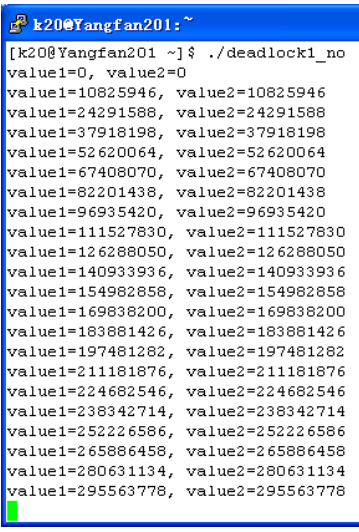 k20@Yangfan201:~
[k20@Yangfan201 ~]$ ./deadlock1_no
value1=0, value2=0
value1=10825946, value2=10825946
value1=24291588, value2=24291588
value1=37918198, value2=37918198
value1=52620064, value2=52620064
value1=67408070, value2=67408070
value1=82201438, value2=82201438
value1=96935420, value2=96935420
value1=111527830, value2=111527830
value1=126288050, value2=126288050
value1=140933936, value2=140933936
value1=154982858, value2=154982858
value1=169838200, value2=169838200
value1=183881426, value2=183881426
value1=197481282, value2=197481282
value1=211181876, value2=211181876
value1=224682546, value2=224682546
value1=238342714, value2=238342714
value1=252226586, value2=252226586
value1=265886458, value2=265886458
value1=280631134, value2=280631134
value1=295563778, value2=295563778